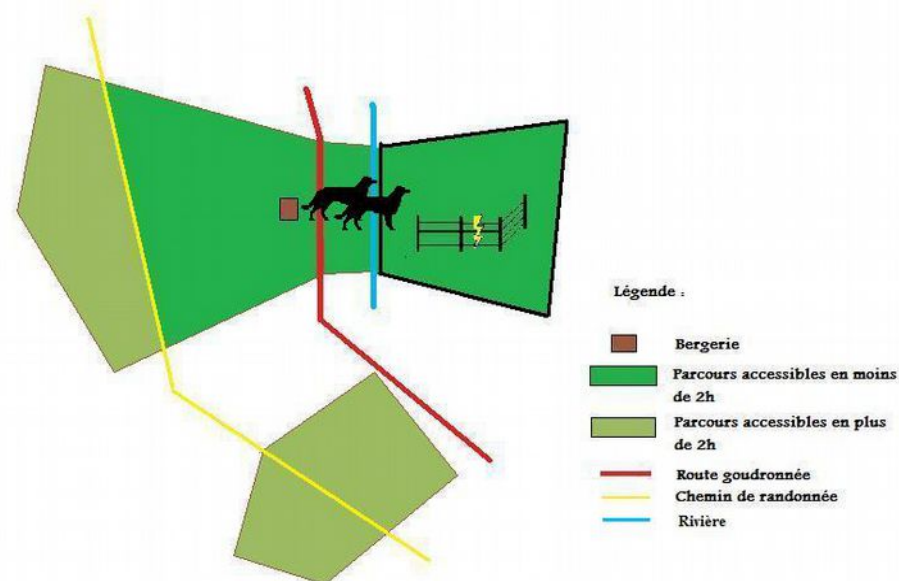 Légende :
Bergerie
Parcours accessibles en moins
de 2h
Parcours accessibles en plus
de 2h
Route goudronnée
Chemin de randonnée
Rivière